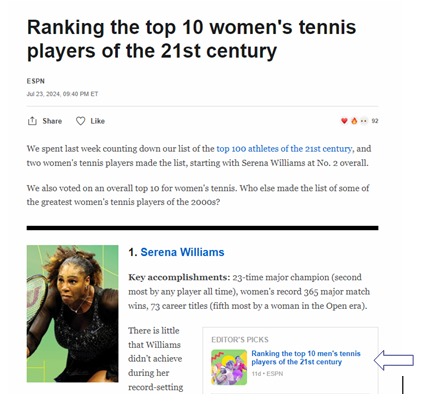 Ranking the top 10 women's tennis
players of the 21st century
ESPN
Jul 23, 2024, 09:40 PM ET
Share
Like
92
We spent last week counting down our list of the top 100 athletes of the 21st century, and
two women's tennis players made the list, starting with Serena Williams at No. 2 overall.
We also voted on an overall top 10 for women's tennis. Who else made the list of some of
the greatest women's tennis players of the 2000s?
1. Serena Williams
Key accomplishments: 23-time major champion (second
most by any player all time), women's record 365 major match
wins, 73 career titles (fifth most by a woman in the Open era).
There is little
that Williams
didn't achieve
during her
record-setting
EDITOR'S PICKS
Ranking the top 10 men's tennis
players of the 21st century
11d • ESPN